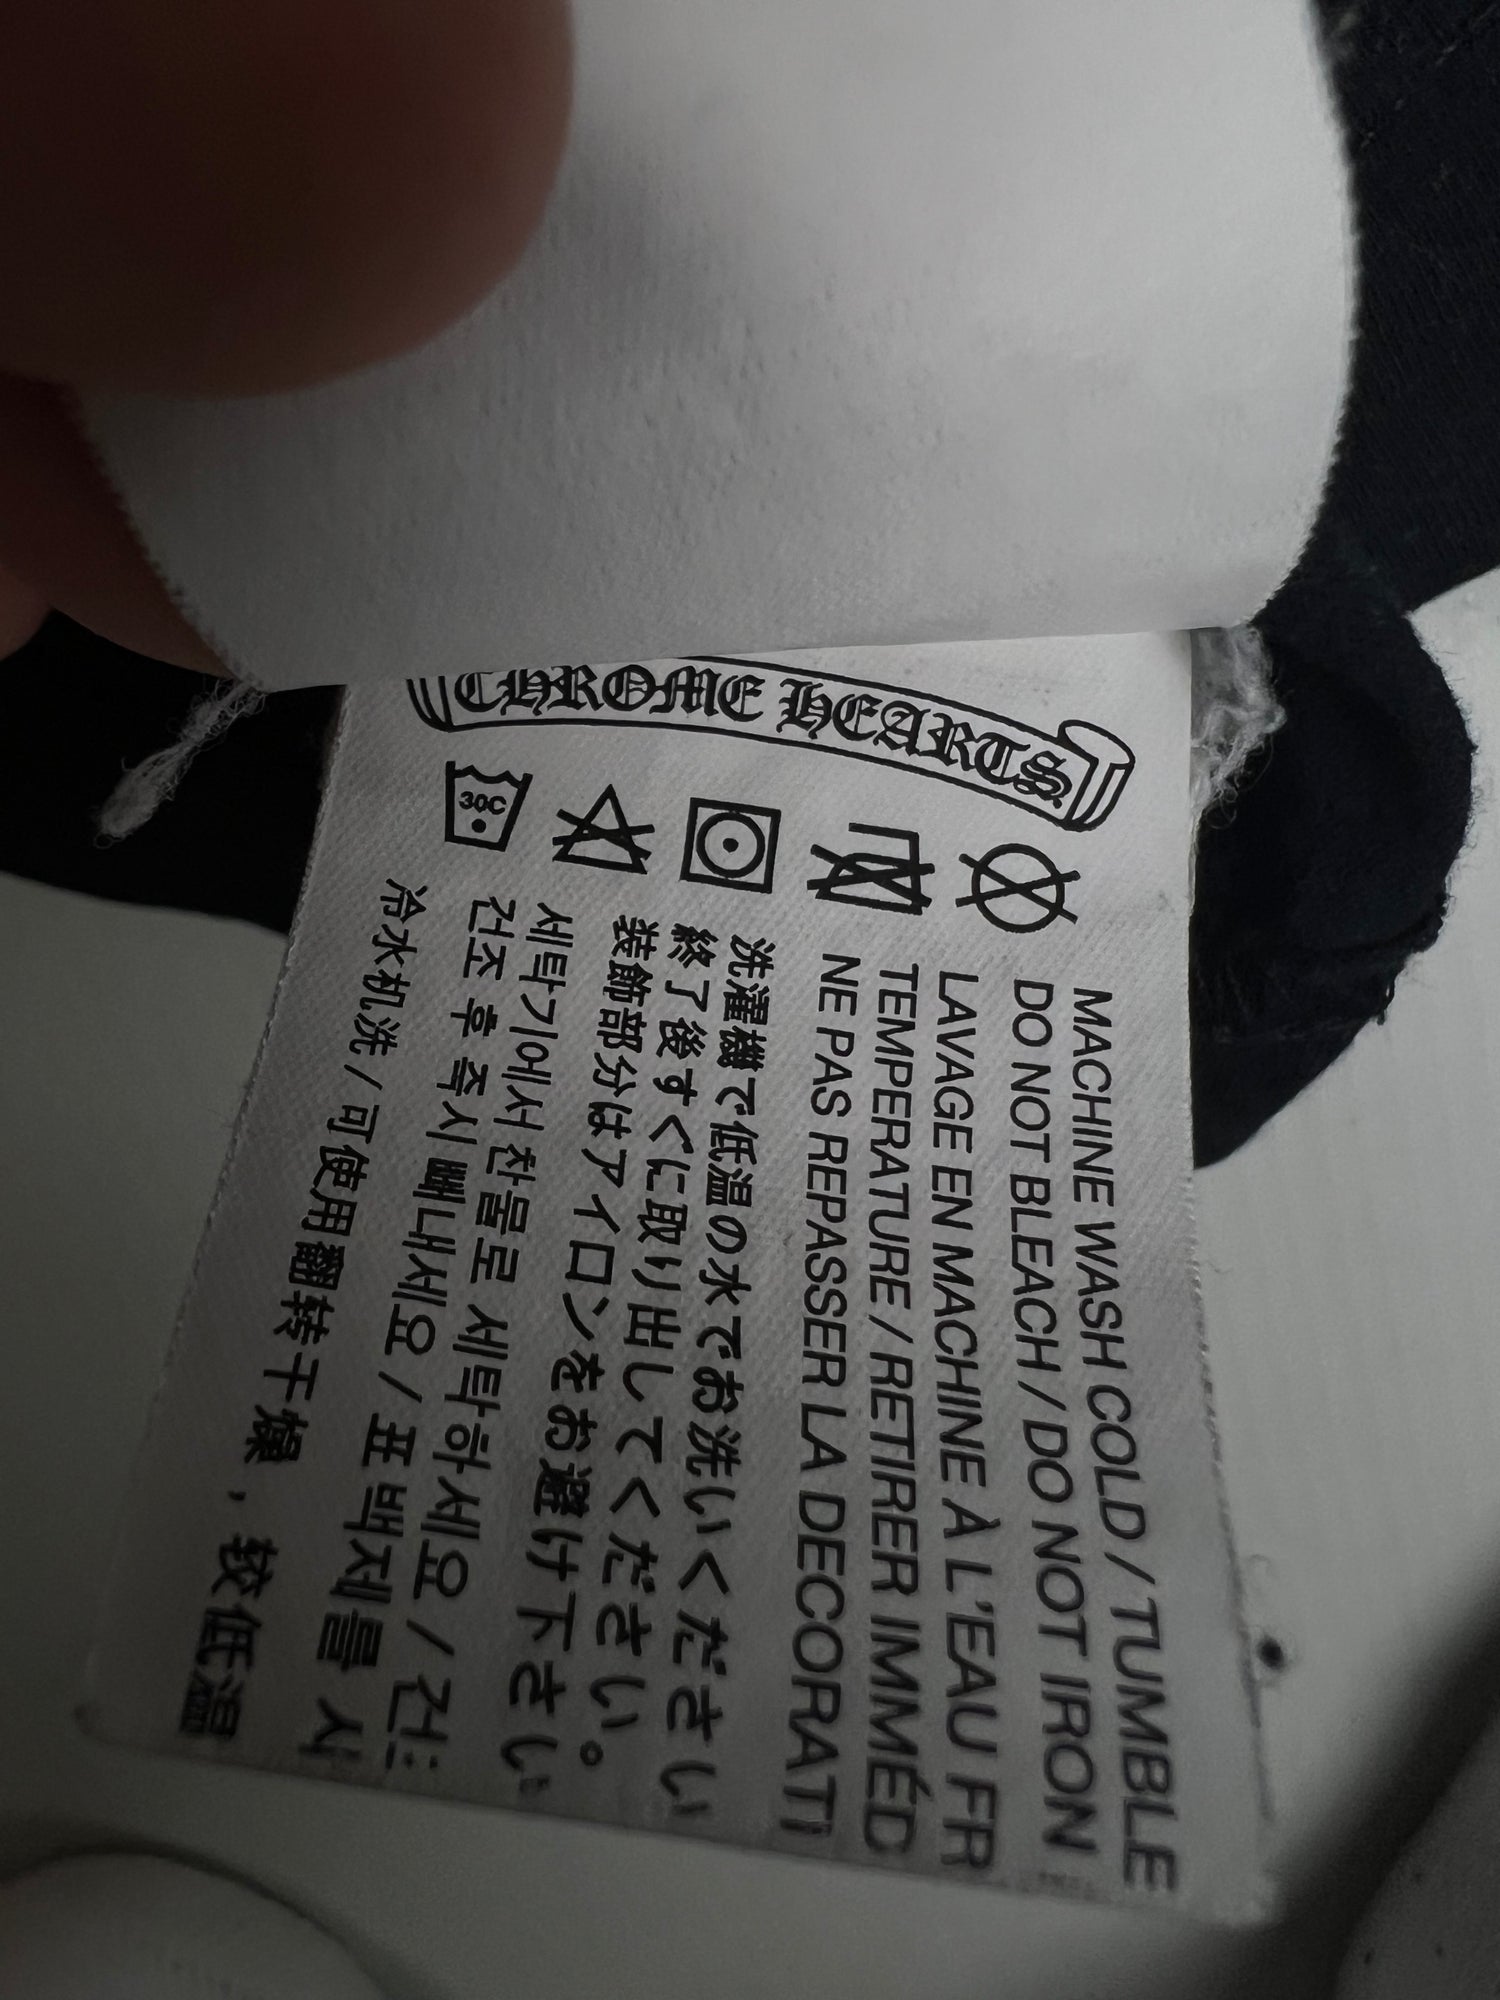 CHROME HEARTS
30C
MACHINE WASH COLD / TUMBLE
DO NOT BLEACH / DO NOT IRON
LAVAGE EN MACHINE À L'EAU FR
TEMPERATURE / RETIRER IMMÉD
NE PAS REPASSER LA DECORATI
洗濯機で低温の水でお洗いください
終了後すぐに取り出してください。
装飾部分はアイロンをお避け下さい
세탁기에서 찬물로 세탁하세요 / 건
건조 후 즉시 빼내세요 / 표백제를 사
冷水机洗 / 可使用翻转干燥，较低温